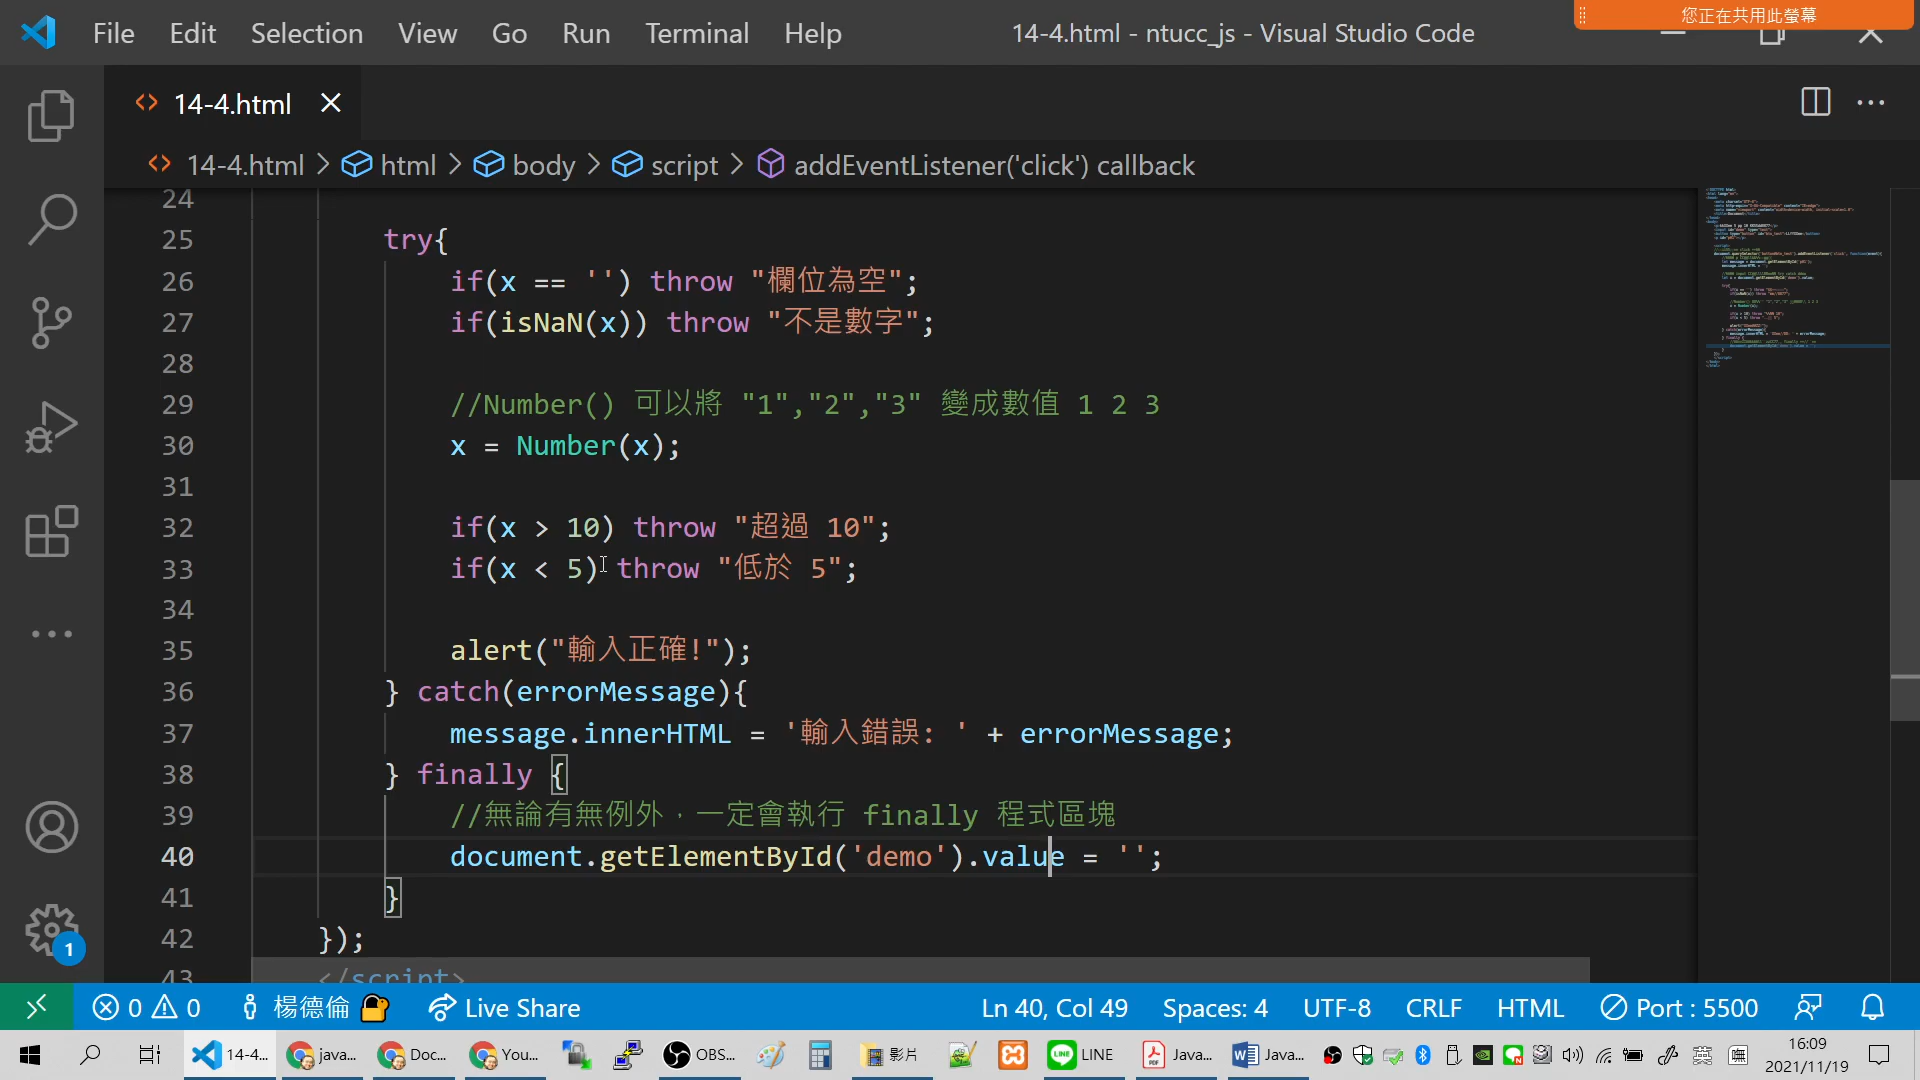 File Edit Selection View Go Run Terminal Help
14-4.html - ntucc_js - Visual Studio Code
您正在共用此螢幕
14-4.html
14-4.html > html > body > script > addEventListener('click') callback
24
25 try{
26 if(x == '') throw "欄位為空";
27 if(isNaN(x)) throw "不是數字";
28
29 //Number() 可以將 "1","2","3" 變成數值 1 2 3
30 x = Number(x);
31
32 if(x > 10) throw "超過 10";
33 if(x < 5) throw "低於 5";
34
35 alert("輸入正確!");
36 } catch(errorMessage){
37 message.innerHTML = '輸入錯誤: ' + errorMessage;
38 } finally {
39 //無論有無例外，一定會執行 finally 程式區塊
40 document.getElementById('demo').value = '';
41 }
42 });
43 </script>
1
0 0 楊德倫 Live Share
Ln 40, Col 49 Spaces: 4 UTF-8 CRLF HTML Port : 5500
14-4... java... Doc... You... OBS... 影片 LINE Java... Java...
英
16:09
2021/11/19